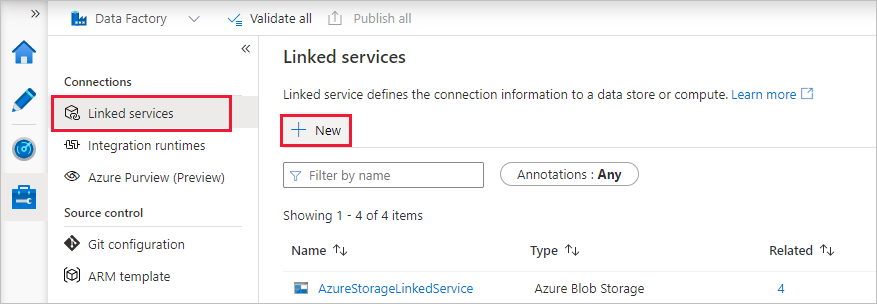 » Data Factory Validate all Publish all
«
Connections
Linked services
Integration runtimes
Azure Purview (Preview)
Source control
Git configuration
ARM template
Linked services
Linked service defines the connection information to a data store or compute. Learn more
+ New
Filter by name
Annotations : Any
Showing 1 - 4 of 4 items
Name ↑↓ Type ↑↓ Related ↑↓
AzureStorageLinkedService Azure Blob Storage 4